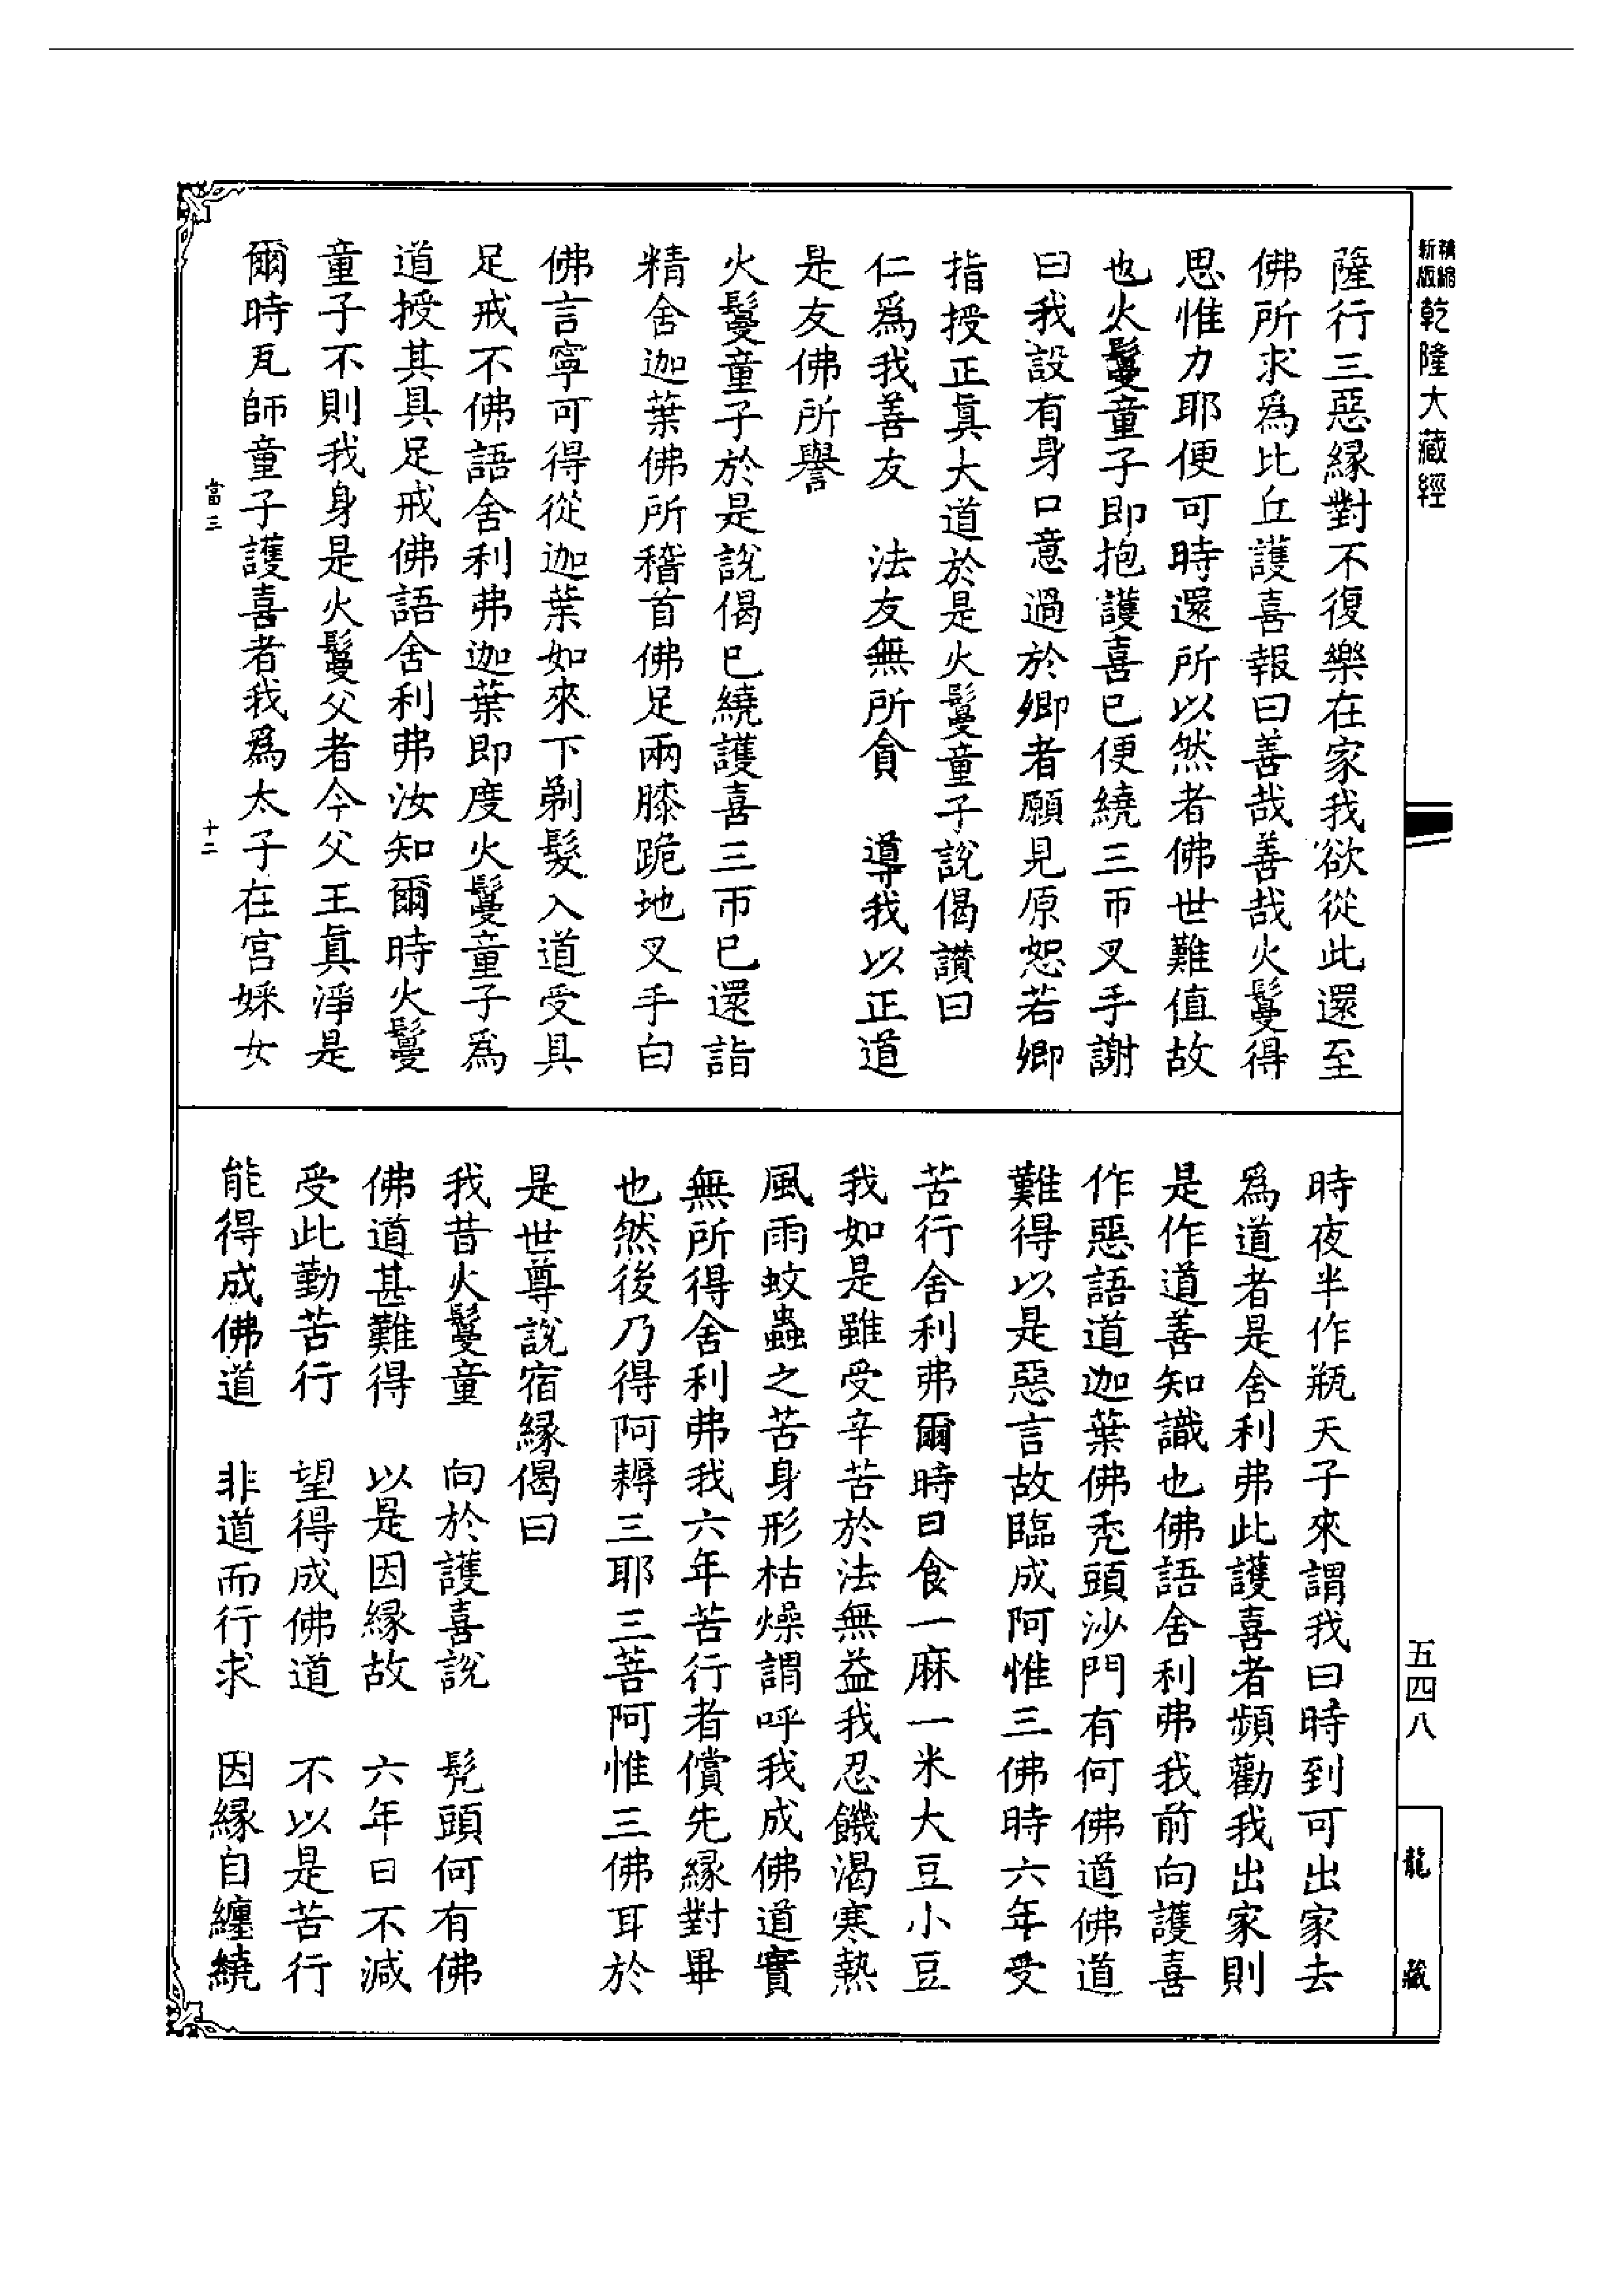 精縮新版
乾隆大藏經
隆行三惡緣對不復樂在家我欲從此還至
佛所求爲比丘護喜報曰善哉善哉火鬘得
思惟力耶便可時還所以然者佛世難值故
也火鬘童子即抱護喜已便繞三帀叉手謝
曰我設有身口意過於卿者願見原恕若卿
指授正眞大道於是火鬘童子說偈讚曰
仁爲我善友　法友無所貪　導我以正道
是友佛所譽
火鬘童子於是說偈已繞護喜三帀已還詣
精舍迦葉佛所稽首佛足兩膝跪地叉手白
佛言寧可得從迦葉如來下剃髮入道受具
足戒不佛語舍利弗迦葉即度火鬘童子爲
道授其具足戒佛語舍利弗汝知爾時火鬘
童子不則我身是火鬘父者今父王眞淨是
爾時瓦師童子護喜者我爲太子在宮婇女
當三
十二
時夜半作瓶天子來謂我曰時到可出家去
爲道者是舍利弗此護喜者頻勸我出家則
是作道善知識也佛語舍利弗我前向護喜
作惡語道迦葉佛禿頭沙門有何佛道佛道
難得以是惡言故臨成阿惟三佛時六年受
苦行舍利弗爾時日食一麻一米大豆小豆
我如是雖受辛苦於法無益我忍饑渴寒熱
風雨蚊蟲之苦身形枯燥謂呼我成佛道實
無所得舍利弗我六年苦行者償先緣對畢
也然後乃得阿耨三耶三菩阿惟三佛耳於
是世尊說宿緣偈曰
我昔火鬘童　向於護喜說　髡頭何有佛
佛道甚難得　以是因緣故　六年日不減
受此勤苦行　望得成佛道　不以是苦行
能得成佛道　非道而行求　因緣自纏繞
五四八
龍藏